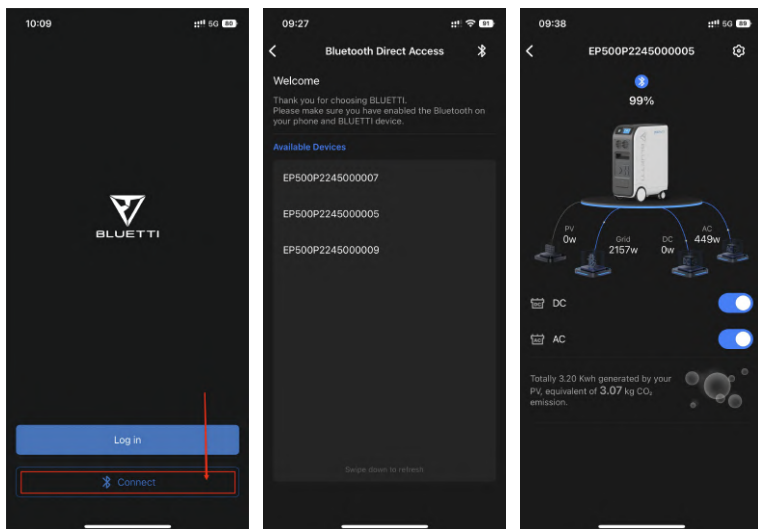 10:09
5G 80
BLUETTI
Log in
Connect
09:27
91
Bluetooth Direct Access
Welcome
Thank you for choosing BLUETTI.
Please make sure you have enabled the Bluetooth on
your phone and BLUETTI device.
Available Devices
EP500P2245000007
EP500P2245000005
EP500P2245000009
Swipe down to refresh
09:38
5G 89
EP500P2245000005
99%
PV
0w
Grid
2157w
DC
0w
AC
449w
DC
AC
Totally 3.20 Kwh generated by your
PV, equivalent of 3.07 kg CO₂
emission.